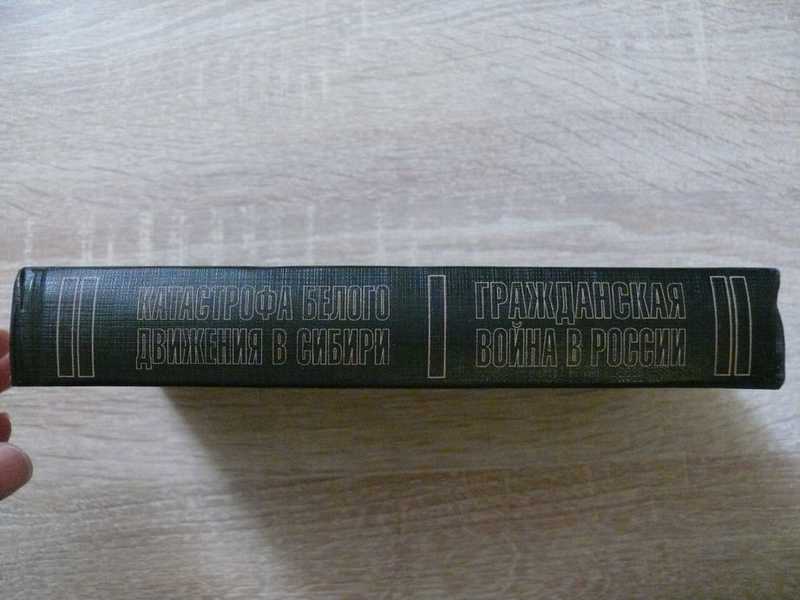 КАТАСТРОФА БЕЛОГО
ДВИЖЕНИЯ В СИБИРИ
ГРАЖДАНСКАЯ
ВОЙНА В РОССИИ